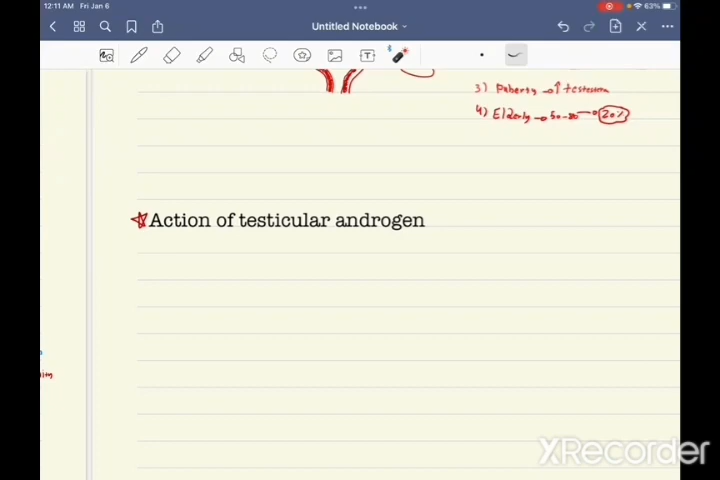 12:11 AM Fri Jan 6
63%
Untitled Notebook
3) Puberty → ↑ testosteron
4) Elderly → 50-80 → 20%
Action of testicular androgen
XRecorder